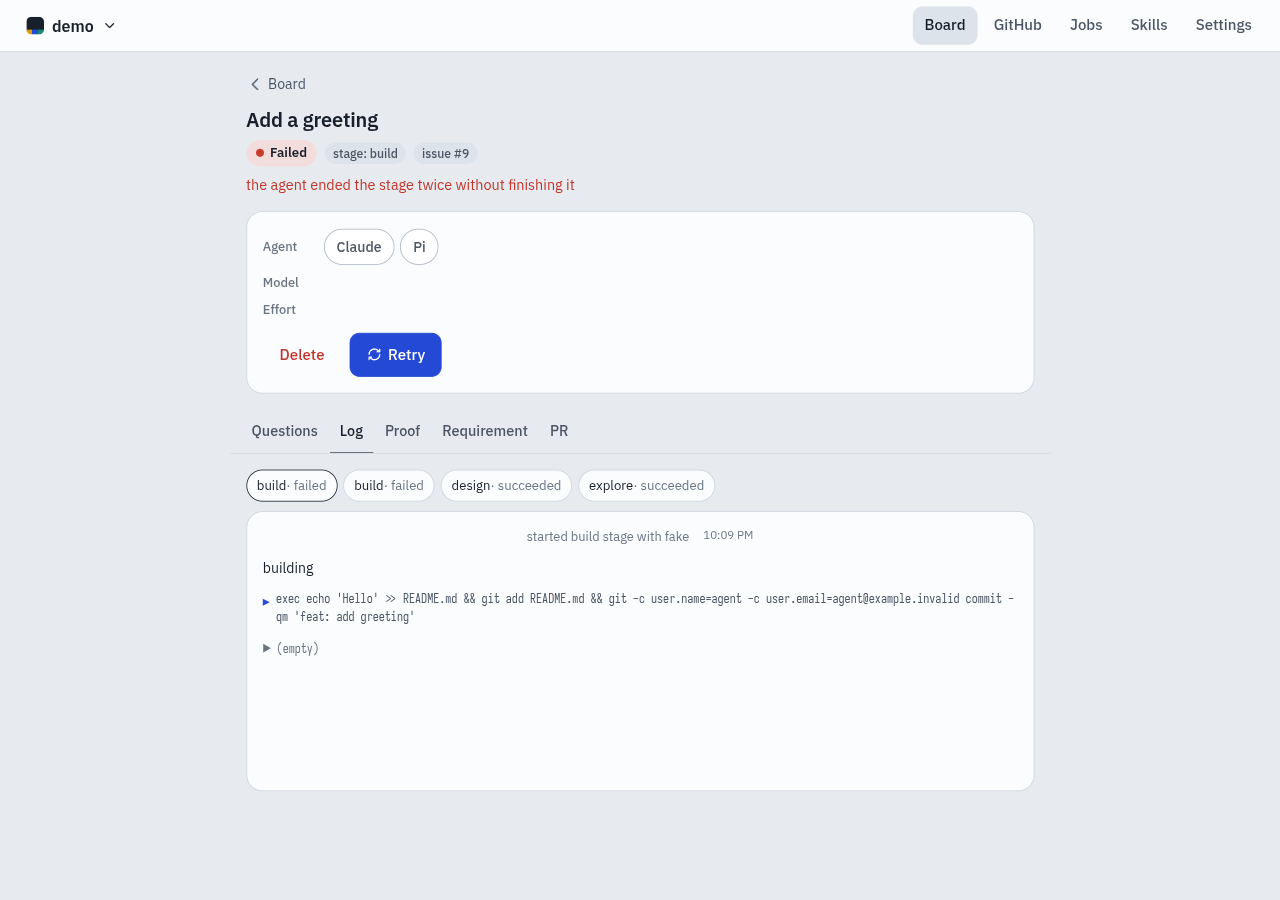 demo
Board
GitHub
Jobs
Skills
Settings
Board
Add a greeting
Failed
stage: build
issue #9
the agent ended the stage twice without finishing it
Agent
Claude
Pi
Model
Effort
Delete
Retry
Questions
Log
Proof
Requirement
PR
build · failed
build · failed
design · succeeded
explore · succeeded
started build stage with fake 10:09 PM
building
exec echo 'Hello' >> README.md && git add README.md && git -c user.name=agent -c user.email=agent@example.invalid commit -
qm 'feat: add greeting'
(empty)